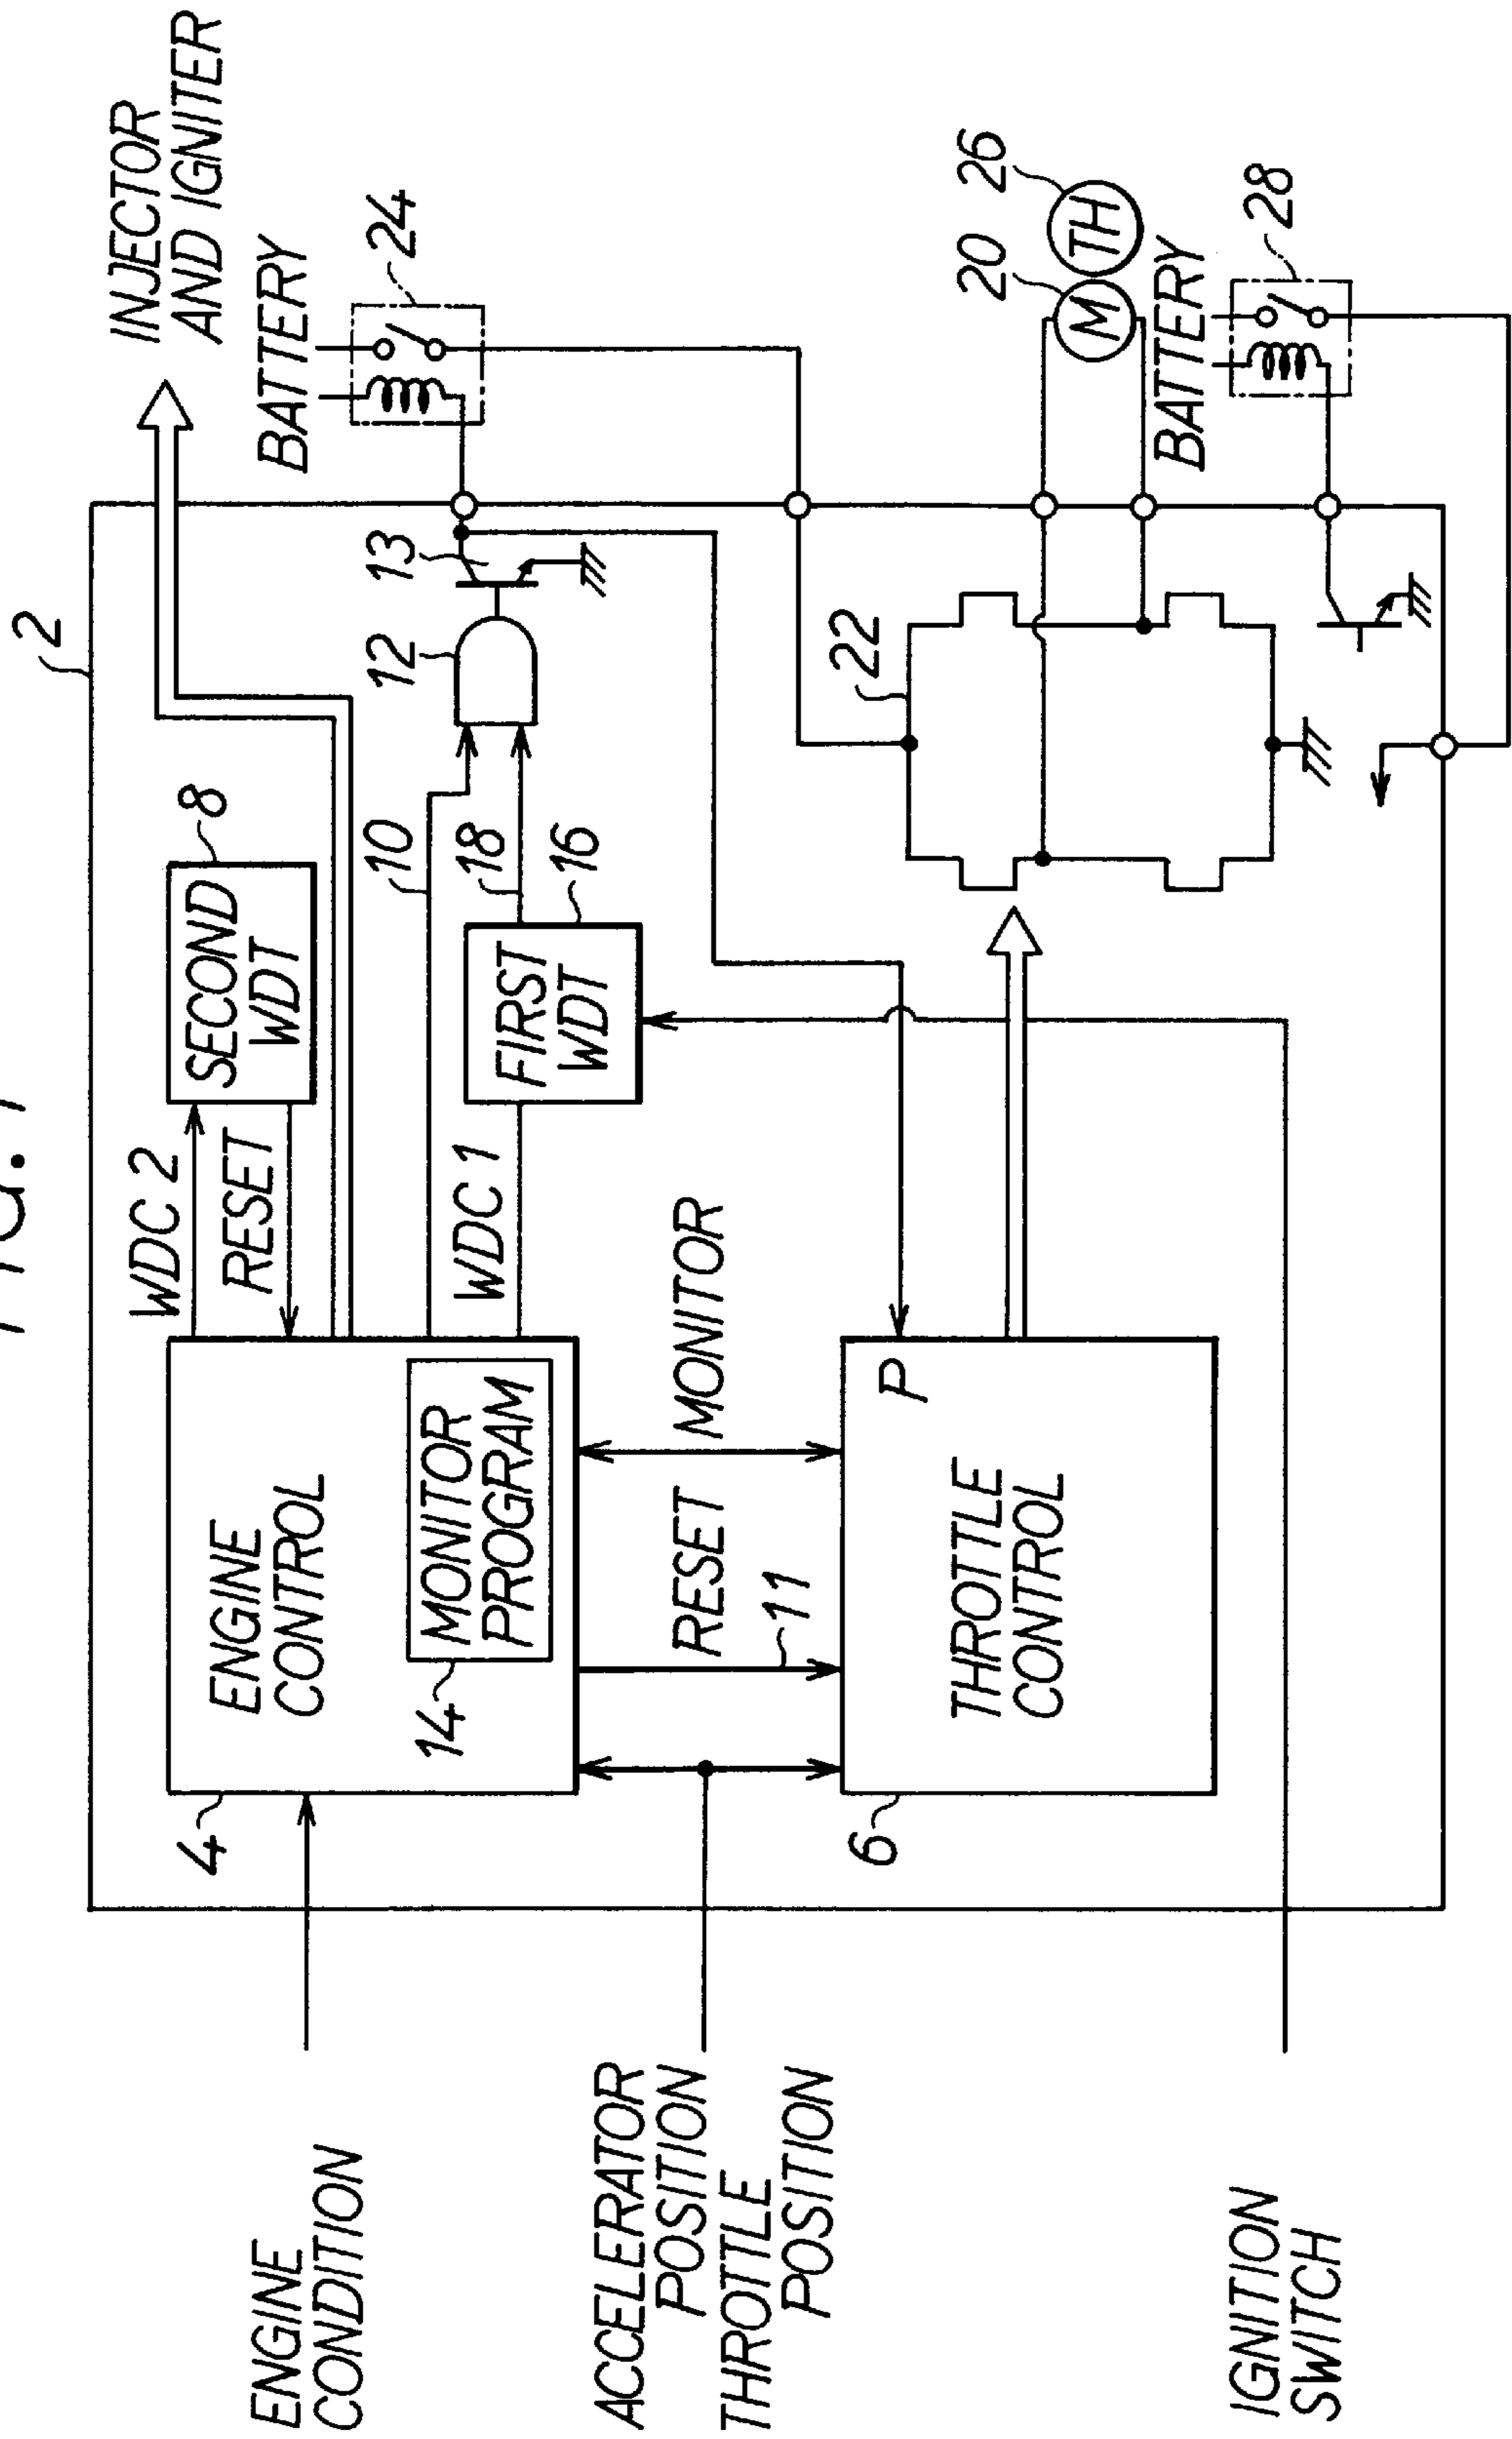 FIG. 1
2
INJECTOR
AND IGNITER
WDC 2
RESET
SECOND
WDT
8
BATTERY
24
4
ENGINE
CONTROL
14
MONITOR
PROGRAM
10
12
13
WDC 1
18
FIRST
WDT
16
ENGINE
CONDITION
ACCELERATOR
POSITION
THROTTLE
POSITION
RESET
MONITOR
11
6
P
THROTTLE
CONTROL
22
20
26
M
TH
BATTERY
28
IGNITION
SWITCH